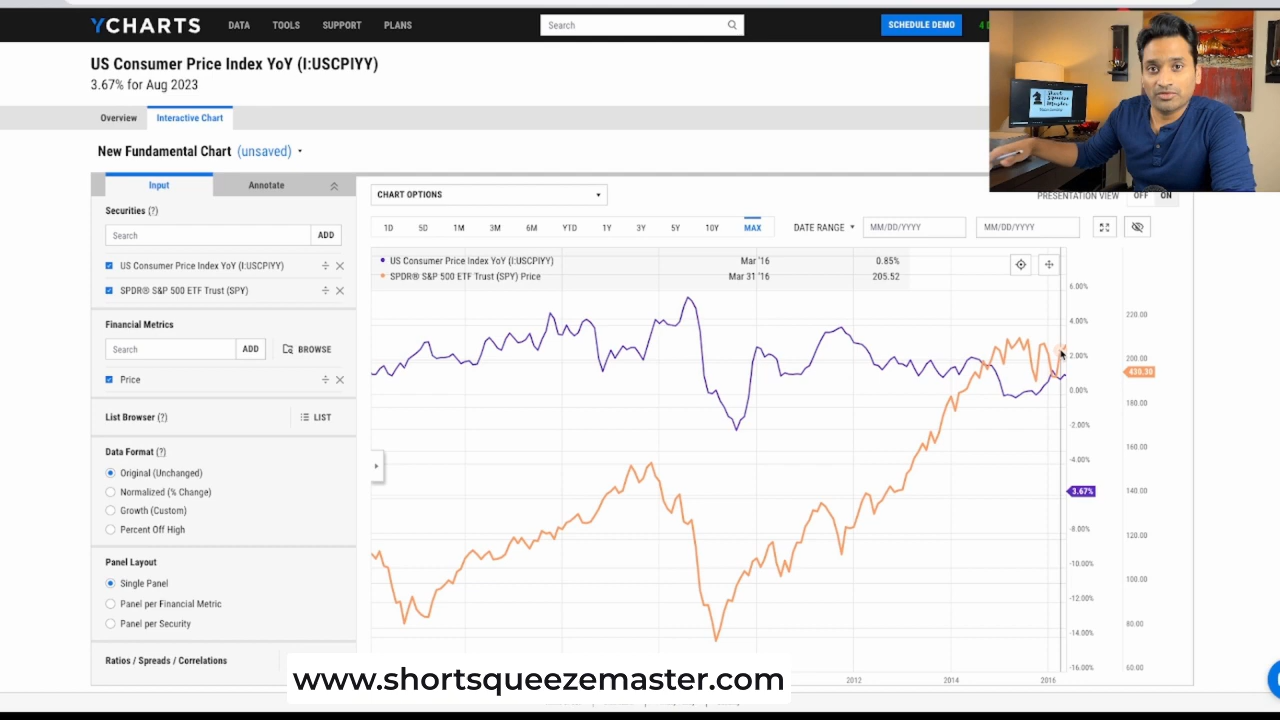 YCHARTS DATA TOOLS SUPPORT PLANS Search SCHEDULE DEMO
US Consumer Price Index YoY (I:USCPIYY)
3.67% for Aug 2023
Overview Interactive Chart
New Fundamental Chart (unsaved)
Input Annotate
CHART OPTIONS
PRESENTATION VIEW OFF ON
Securities (?)
Search ADD
1D 5D 1M 3M 6M YTD 1Y 3Y 5Y 10Y MAX DATE RANGE MM/DD/YYYY MM/DD/YYYY
US Consumer Price Index YoY (I:USCPIYY)
SPDR® S&P 500 ETF Trust (SPY)
US Consumer Price Index YoY (I:USCPIYY) Mar '16 0.85%
SPDR® S&P 500 ETF Trust (SPY) Price Mar 31 '16 205.52
Financial Metrics
Search ADD BROWSE
Price
List Browser (?) LIST
Data Format (?)
Original (Unchanged)
Normalized (% Change)
Growth (Custom)
Percent Off High
Panel Layout
Single Panel
Panel per Financial Metric
Panel per Security
Ratios / Spreads / Correlations
6.00%
4.00%
2.00%
0.00%
-2.00%
-4.00%
3.67%
-8.00%
-10.00%
-12.00%
-14.00%
-16.00%
220.00
200.00
430.30
180.00
160.00
140.00
120.00
100.00
80.00
60.00
2012 2014 2016
Short
Squeeze
Master
www.shortsqueezemaster.com